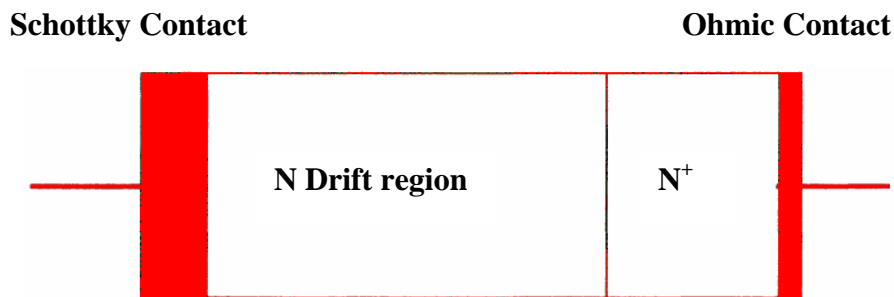 Schottky Contact
Ohmic Contact
N Drift region
N⁺